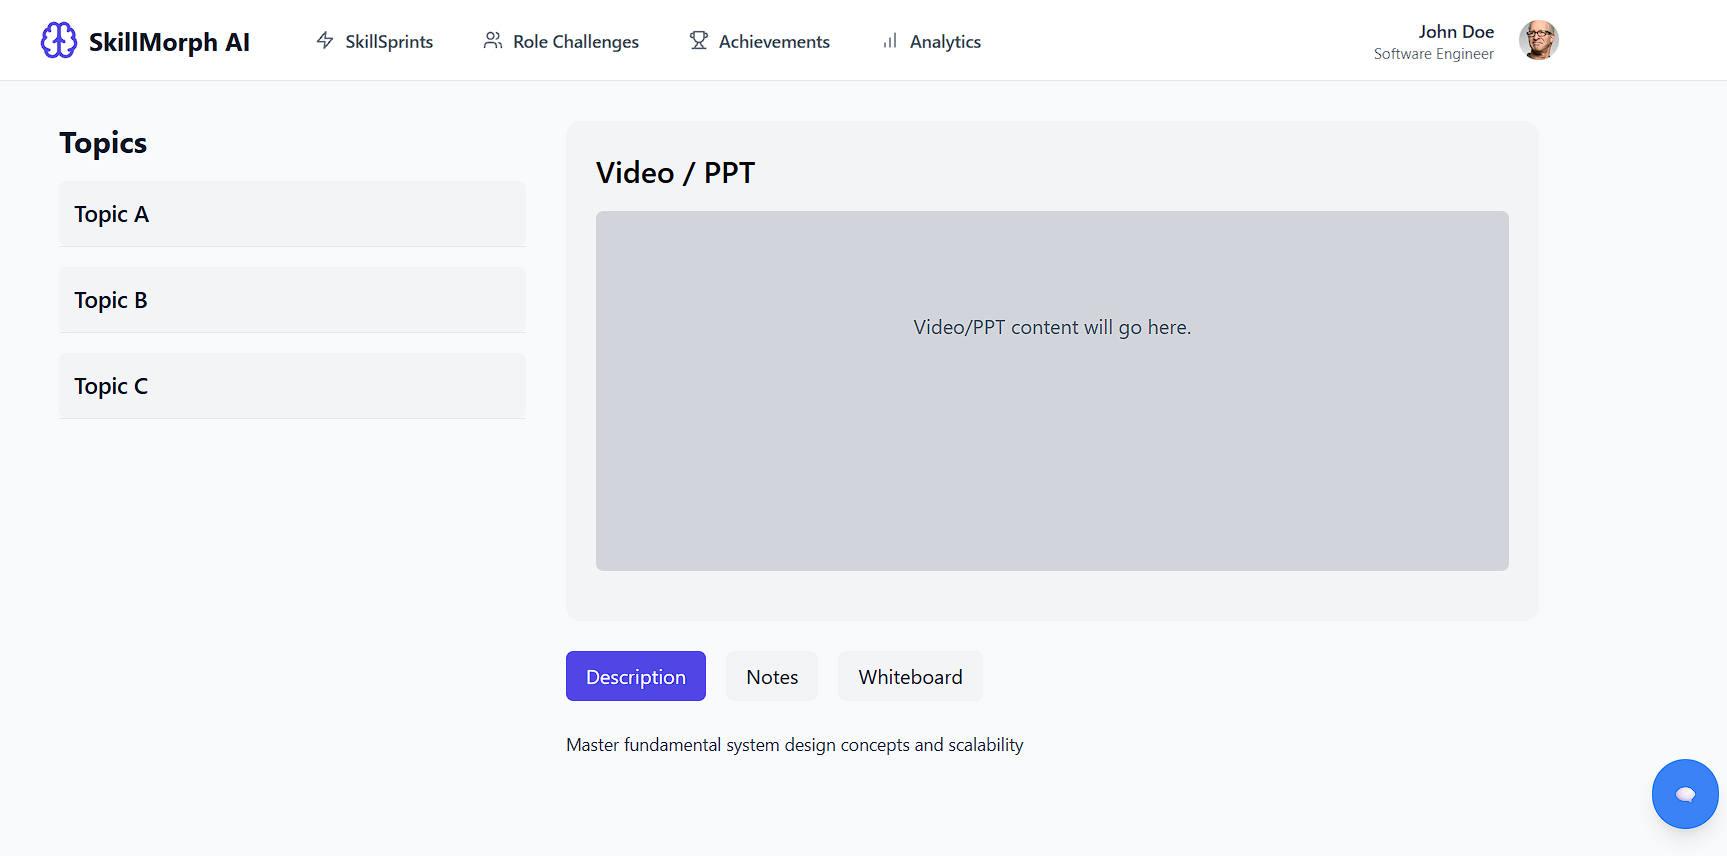 SkillMorph AI
SkillSprints
Role Challenges
Achievements
Analytics
John Doe
Software Engineer
Topics
Topic A
Topic B
Topic C
Video / PPT
Video/PPT content will go here.
Description
Notes
Whiteboard
Master fundamental system design concepts and scalability